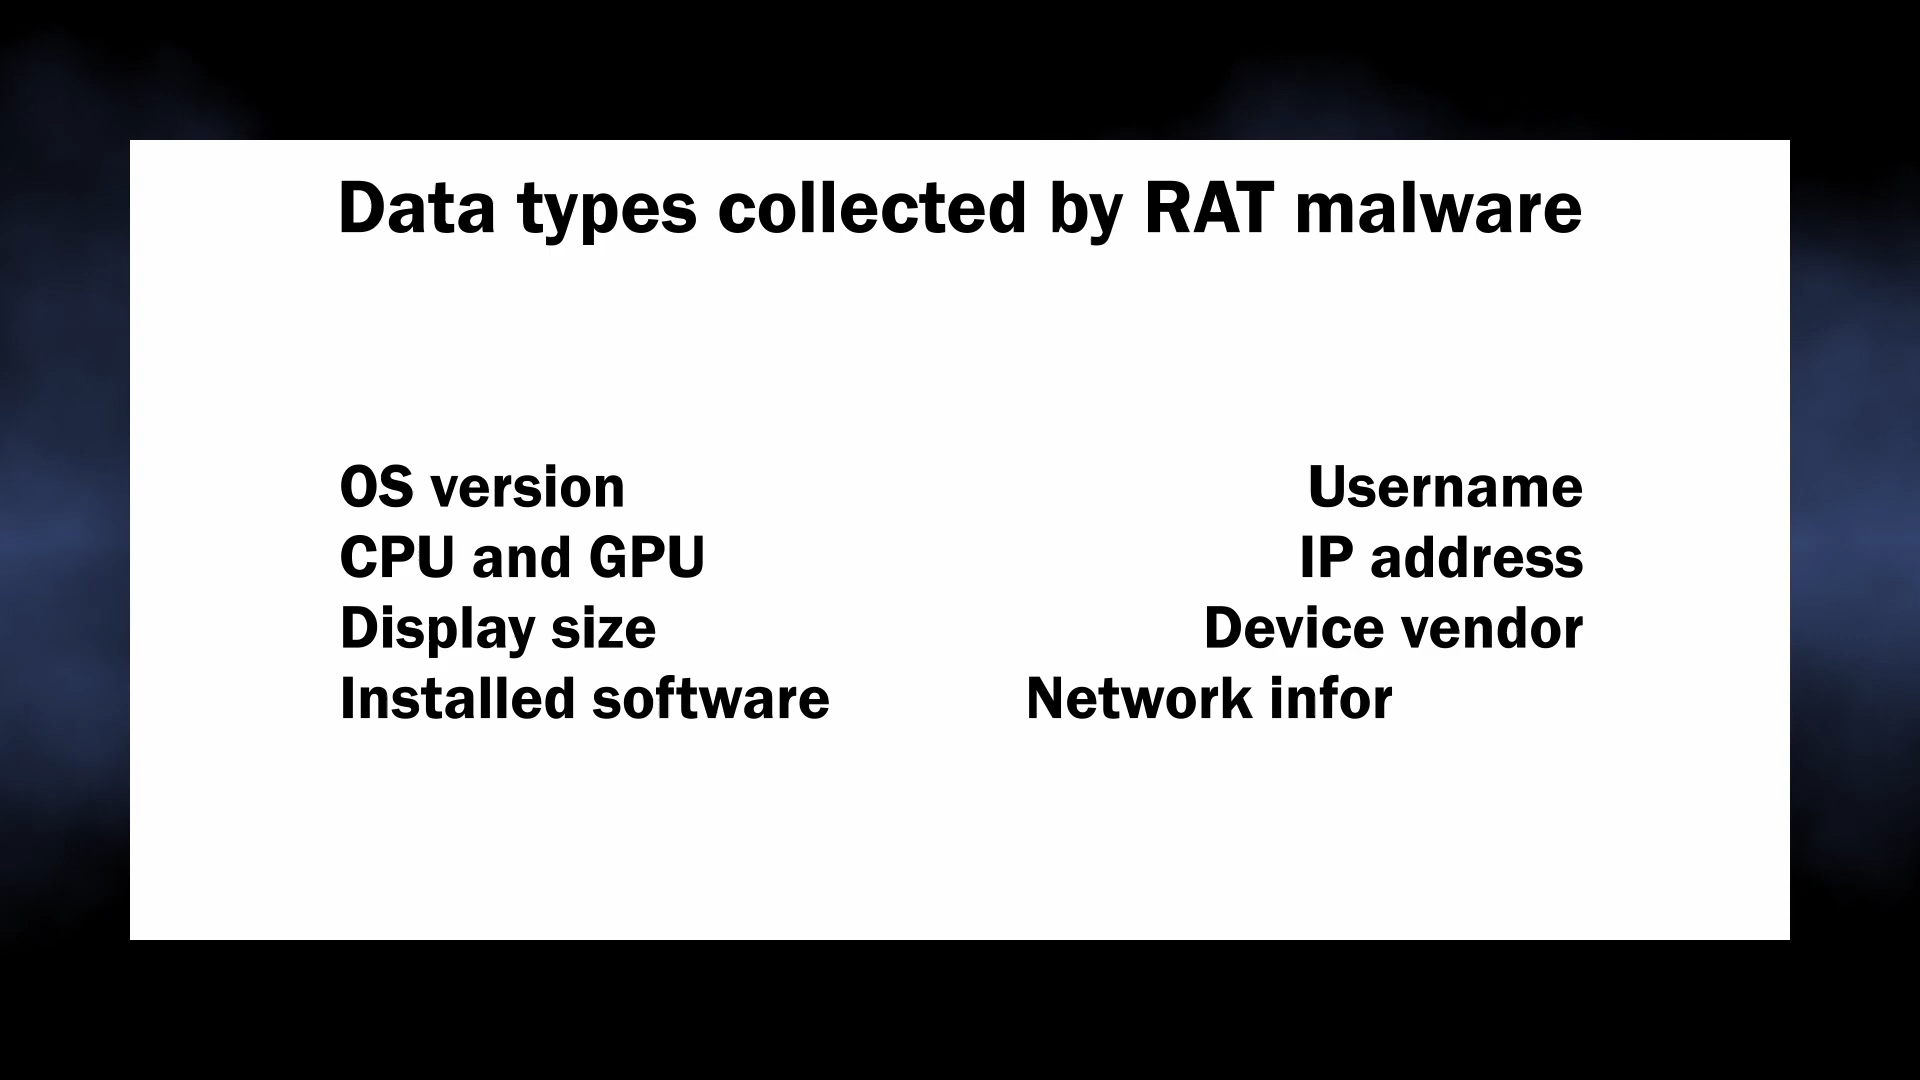 Data types collected by RAT malware
OS version
CPU and GPU
Display size
Installed software
Username
IP address
Device vendor
Network infor